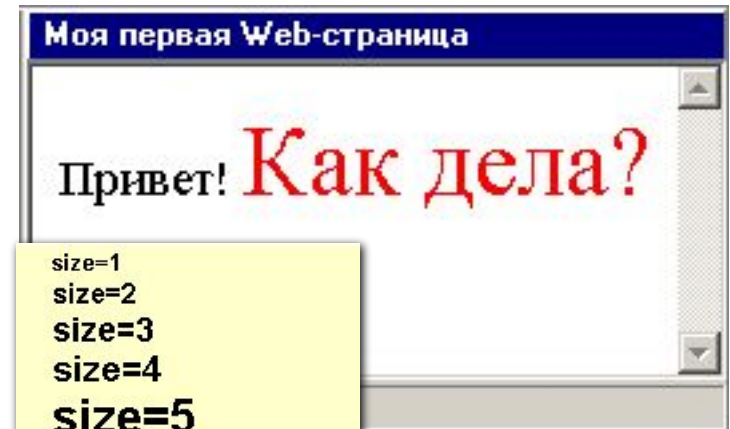 Моя первая Web-страница
Привет! Как дела?
size=1
size=2
size=3
size=4
size=5